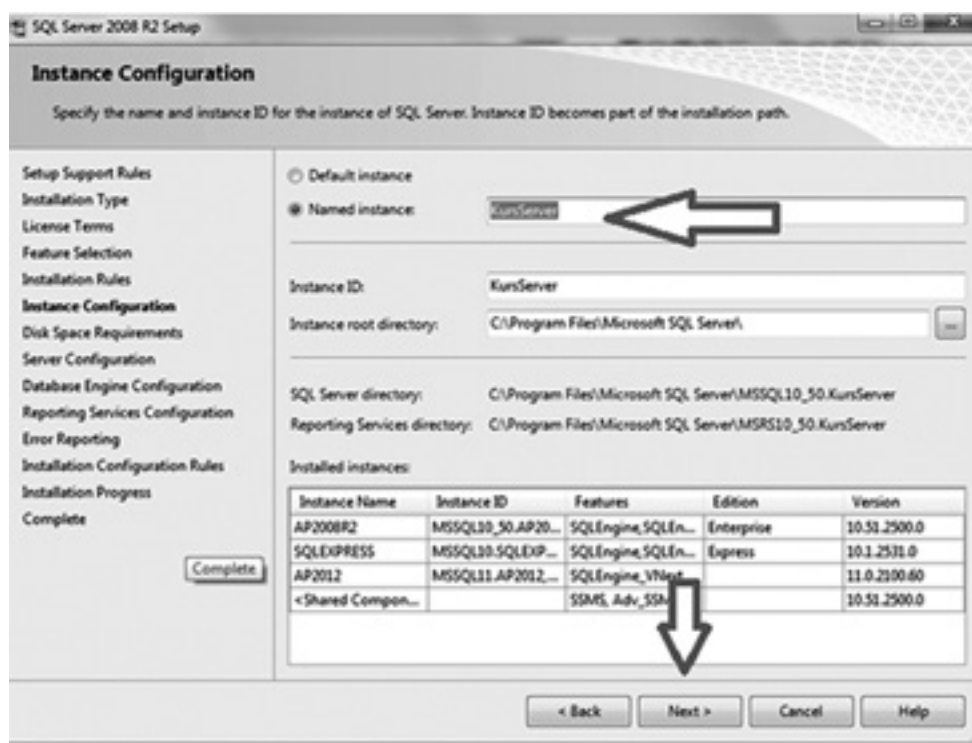 SQL Server 2008 R2 Setup
Instance Configuration
Specify the name and instance ID for the instance of SQL Server. Instance ID becomes part of the installation path.
Setup Support Rules
Installation Type
License Terms
Feature Selection
Installation Rules
Instance Configuration
Disk Space Requirements
Server Configuration
Database Engine Configuration
Reporting Services Configuration
Error Reporting
Installation Configuration Rules
Installation Progress
Complete
Complete
Default instance
Named instance: KursServer
Instance ID: KursServer
Instance root directory: C:\Program Files\Microsoft SQL Server\ ...
SQL Server directory: C:\Program Files\Microsoft SQL Server\MSSQL10_50.KursServer
Reporting Services directory: C:\Program Files\Microsoft SQL Server\MSRS10_50.KursServer
Installed instances:
Instance Name Instance ID Features Edition Version
AP2008R2 MSSQL10_50.AP20... SQLEngine,SQLEn... Enterprise 10.51.2500.0
SQLEXPRESS MSSQL10.SQLEXP... SQLEngine,SQLEn... Express 10.1.2531.0
AP2012 MSSQL11.AP2012,... SQLEngine_VNext 11.0.2100.60
<Shared Compon... SSMS, Adv_SSM 10.51.2500.0
< Back Next > Cancel Help